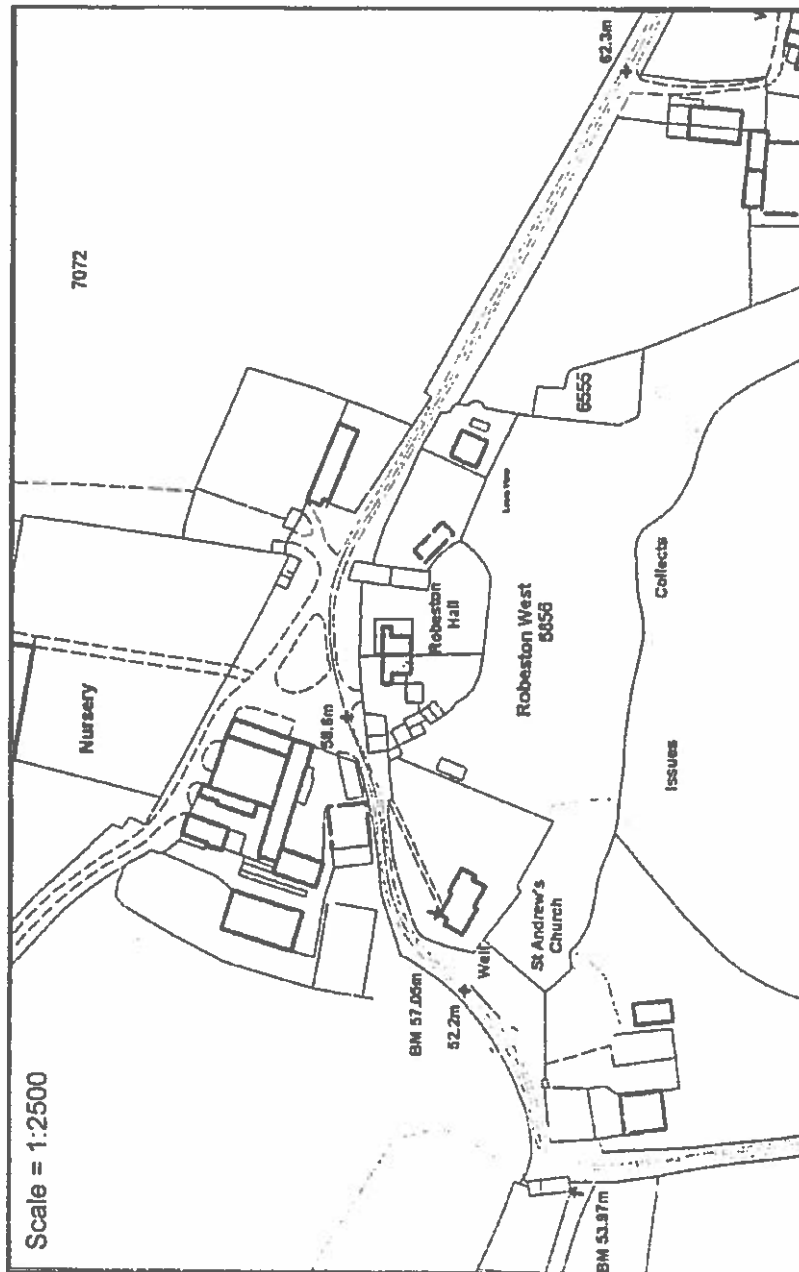 Scale = 1:2500
7072
62.3m
Nursery
58.6m
Robeston
Hall
6555
Robeston West
5856
BM 57.05m
52.2m
Well
St Andrew's
Church
Issues
Collects
BM 53.97m